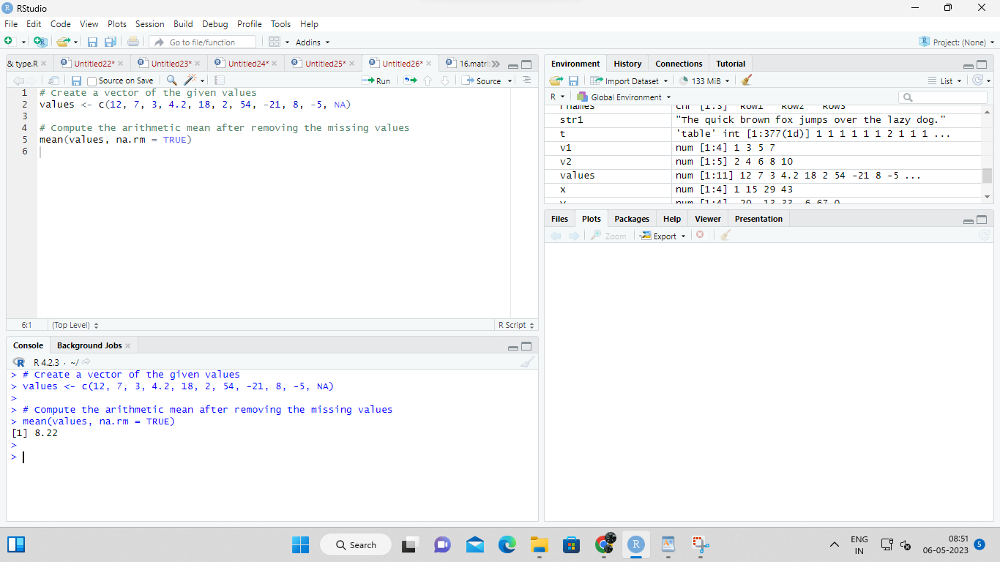 RStudio
File Edit Code View Plots Session Build Debug Profile Tools Help
Go to file/function Addins Project: (None)
& type.R Untitled22* Untitled23* Untitled24* Untitled25* Untitled26* 16.matri
Source on Save Run Source
1 # Create a vector of the given values
2 values <- c(12, 7, 3, 4.2, 18, 2, 54, -21, 8, -5, NA)
3
4 # Compute the arithmetic mean after removing the missing values
5 mean(values, na.rm = TRUE)
6
6:1 (Top Level) R Script
Console Background Jobs
R 4.2.3 · ~/
> # Create a vector of the given values
> values <- c(12, 7, 3, 4.2, 18, 2, 54, -21, 8, -5, NA)
>
> # Compute the arithmetic mean after removing the missing values
> mean(values, na.rm = TRUE)
[1] 8.22
>
>
Environment History Connections Tutorial
Import Dataset 133 MiB List
R Global Environment
chr [1:3] "Row1" "Row2" "Row3"
str1 "The quick brown fox jumps over the lazy dog."
t 'table' int [1:377(1d)] 1 1 1 1 1 1 2 1 1 1 ...
v1 num [1:4] 1 3 5 7
v2 num [1:5] 2 4 6 8 10
values num [1:11] 12 7 3 4.2 18 2 54 -21 8 -5 ...
x num [1:4] 1 15 29 43
Files Plots Packages Help Viewer Presentation
Zoom Export
Search
ENG
IN
08:51
06-05-2023
5